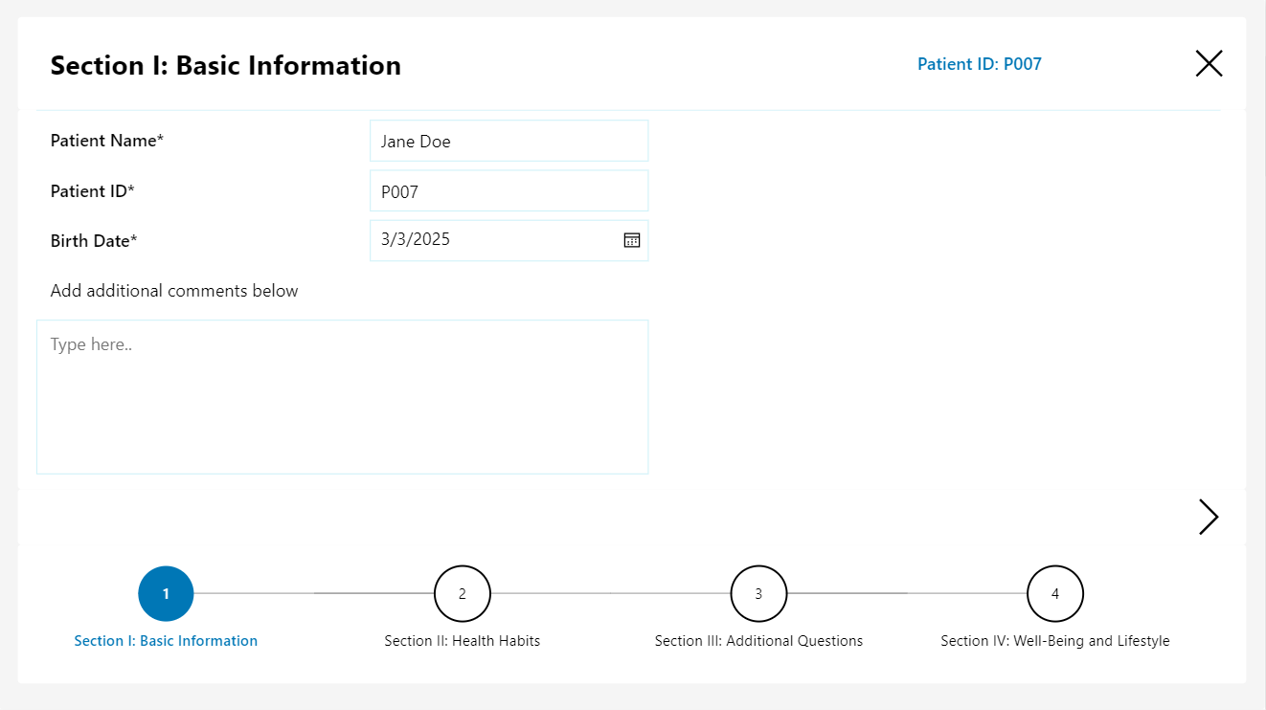 Section I: Basic Information
Patient ID: P007
Patient Name*
Jane Doe
Patient ID*
P007
Birth Date*
3/3/2025
Add additional comments below
Type here..
1
2
3
4
Section I: Basic Information
Section II: Health Habits
Section III: Additional Questions
Section IV: Well-Being and Lifestyle